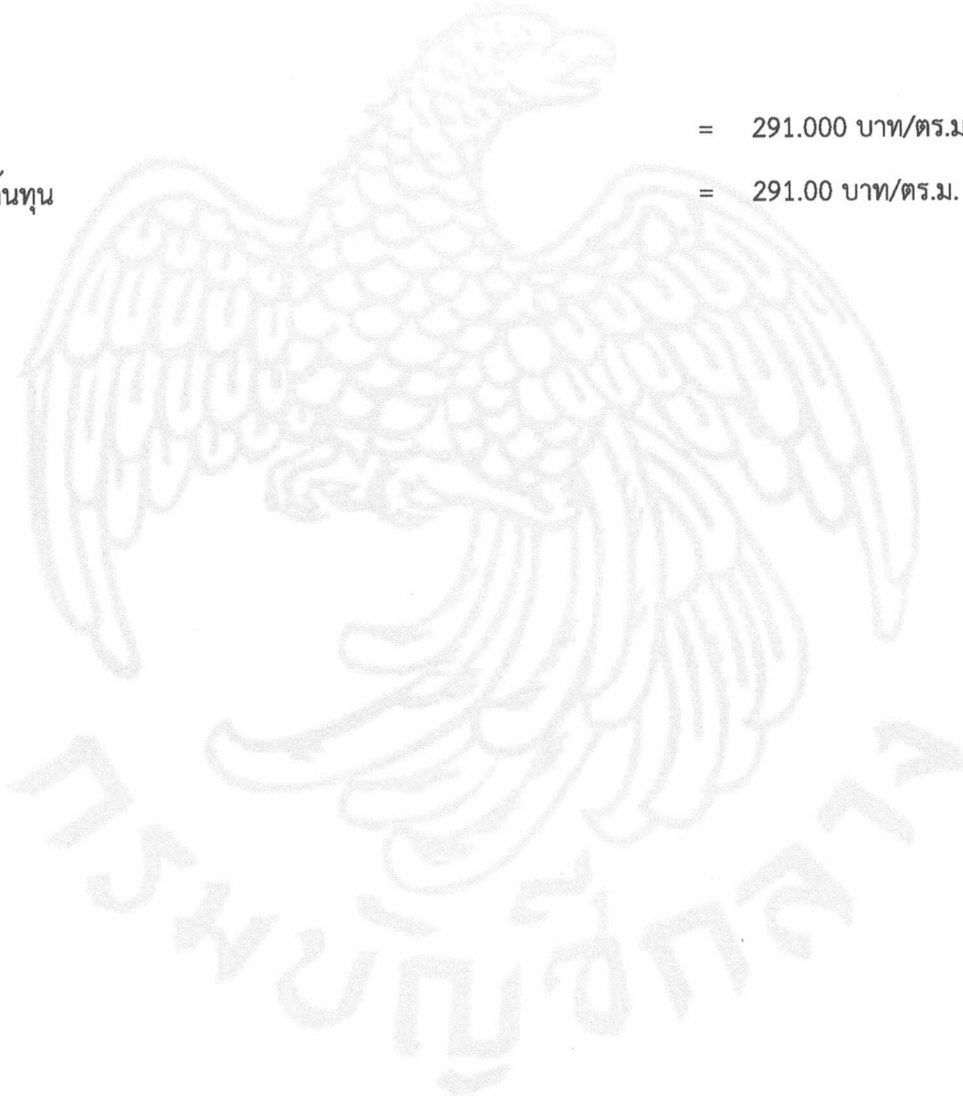 = 291.000 บาท/ตร.ม
ต้นทุน = 291.00 บาท/ตร.ม.
กรมบัญชีกลาง